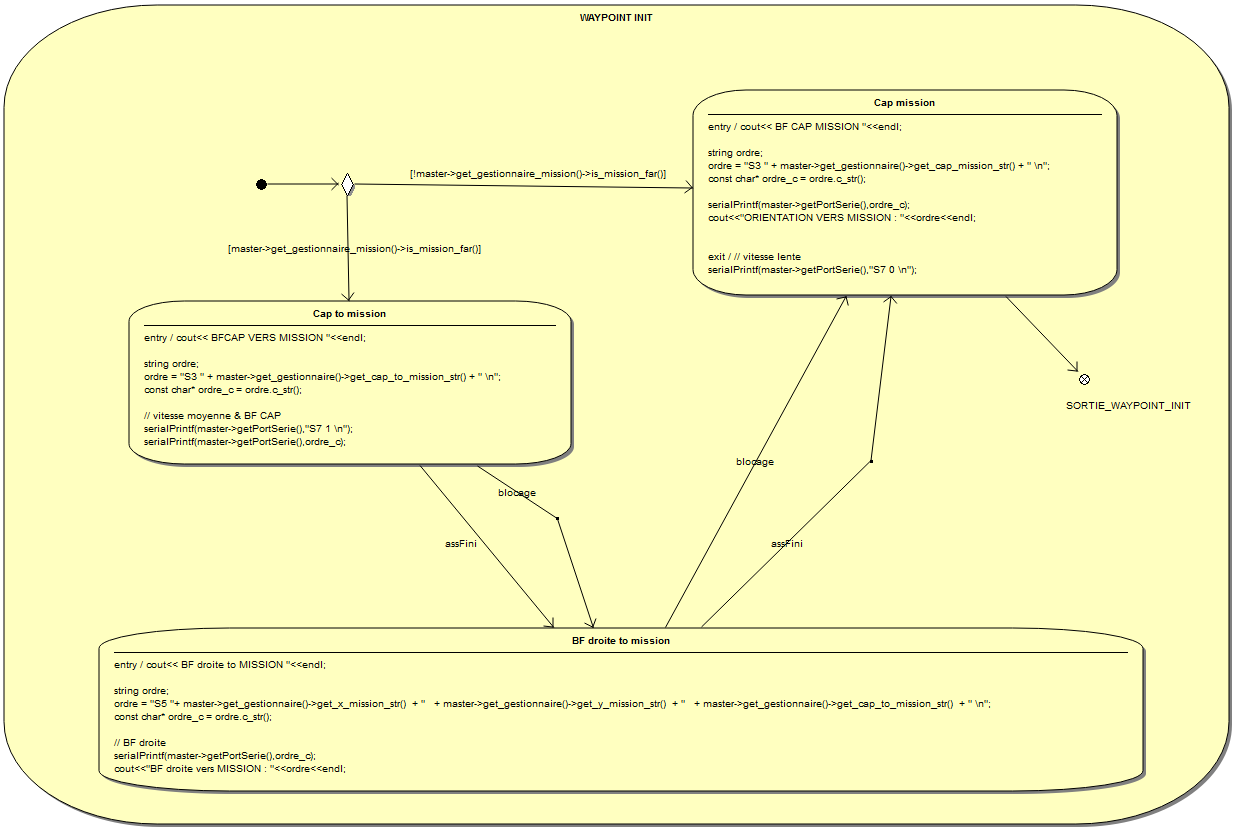 WAYPOINT INIT
Cap mission
entry / cout<< BF CAP MISSION "<<endl;
string ordre;
ordre = "S3 " + master->get_gestionnaire()->get_cap_mission_str() + " \n";
const char* ordre_c = ordre.c_str();
serialPrintf(master->getPortSerie(),ordre_c);
cout<<"ORIENTATION VERS MISSION : "<<ordre<<endl;
exit / // vitesse lente
serialPrintf(master->getPortSerie(),"S7 0 \n");
[!master->get_gestionnaire_mission()->is_mission_far()]
[master->get_gestionnaire_mission()->is_mission_far()]
Cap to mission
entry / cout<< BFCAP VERS MISSION "<<endl;
string ordre;
ordre = "S3 " + master->get_gestionnaire()->get_cap_to_mission_str() + " \n";
const char* ordre_c = ordre.c_str();
// vitesse moyenne & BF CAP
serialPrintf(master->getPortSerie(),"S7 1 \n");
serialPrintf(master->getPortSerie(),ordre_c);
SORTIE_WAYPOINT_INIT
blocage
blocage
assFini
assFini
BF droite to mission
entry / cout<< BF droite to MISSION "<<endl;
string ordre;
ordre = "S5 "+ master->get_gestionnaire()->get_x_mission_str()  + "   + master->get_gestionnaire()->get_y_mission_str()  + "   + master->get_gestionnaire()->get_cap_to_mission_str()  + " \n";
const char* ordre_c = ordre.c_str();
// BF droite
serialPrintf(master->getPortSerie(),ordre_c);
cout<<"BF droite vers MISSION : "<<ordre<<endl;